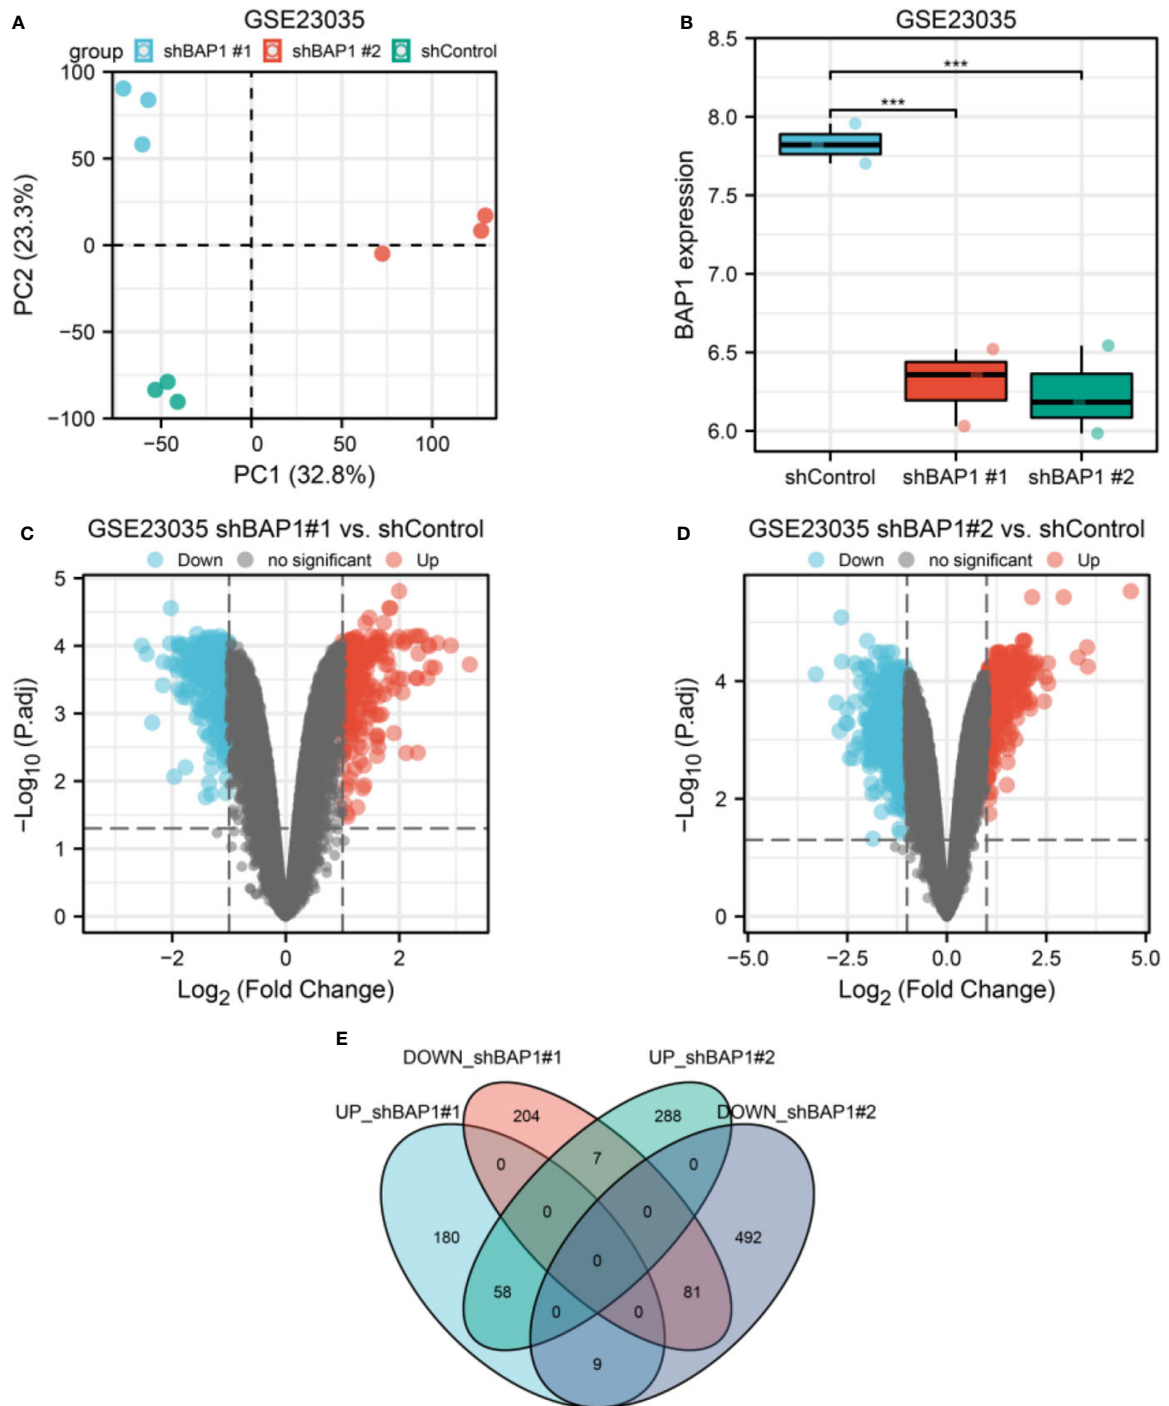 A
GSE23035
group shBAP1 #1 shBAP1 #2 shControl
100
50
0
−50
−100
PC2 (23.3%)
−50 0 50 100
PC1 (32.8%)
B
GSE23035
8.5
8.0
7.5
7.0
6.5
6.0
BAP1 expression
***
***
shControl shBAP1 #1 shBAP1 #2
C
GSE23035 shBAP1#1 vs. shControl
Down no significant Up
5
4
3
2
1
0
−Log10 (P.adj)
−2 0 2
Log2 (Fold Change)
D
GSE23035 shBAP1#2 vs. shControl
Down no significant Up
4
2
0
−Log10 (P.adj)
−5.0 −2.5 0.0 2.5 5.0
Log2 (Fold Change)
E
DOWN_shBAP1#1 UP_shBAP1#2
UP_shBAP1#1 DOWN_shBAP1#2
204 288
0 7 0
0 0
180 492
0
58 81
0 0
9